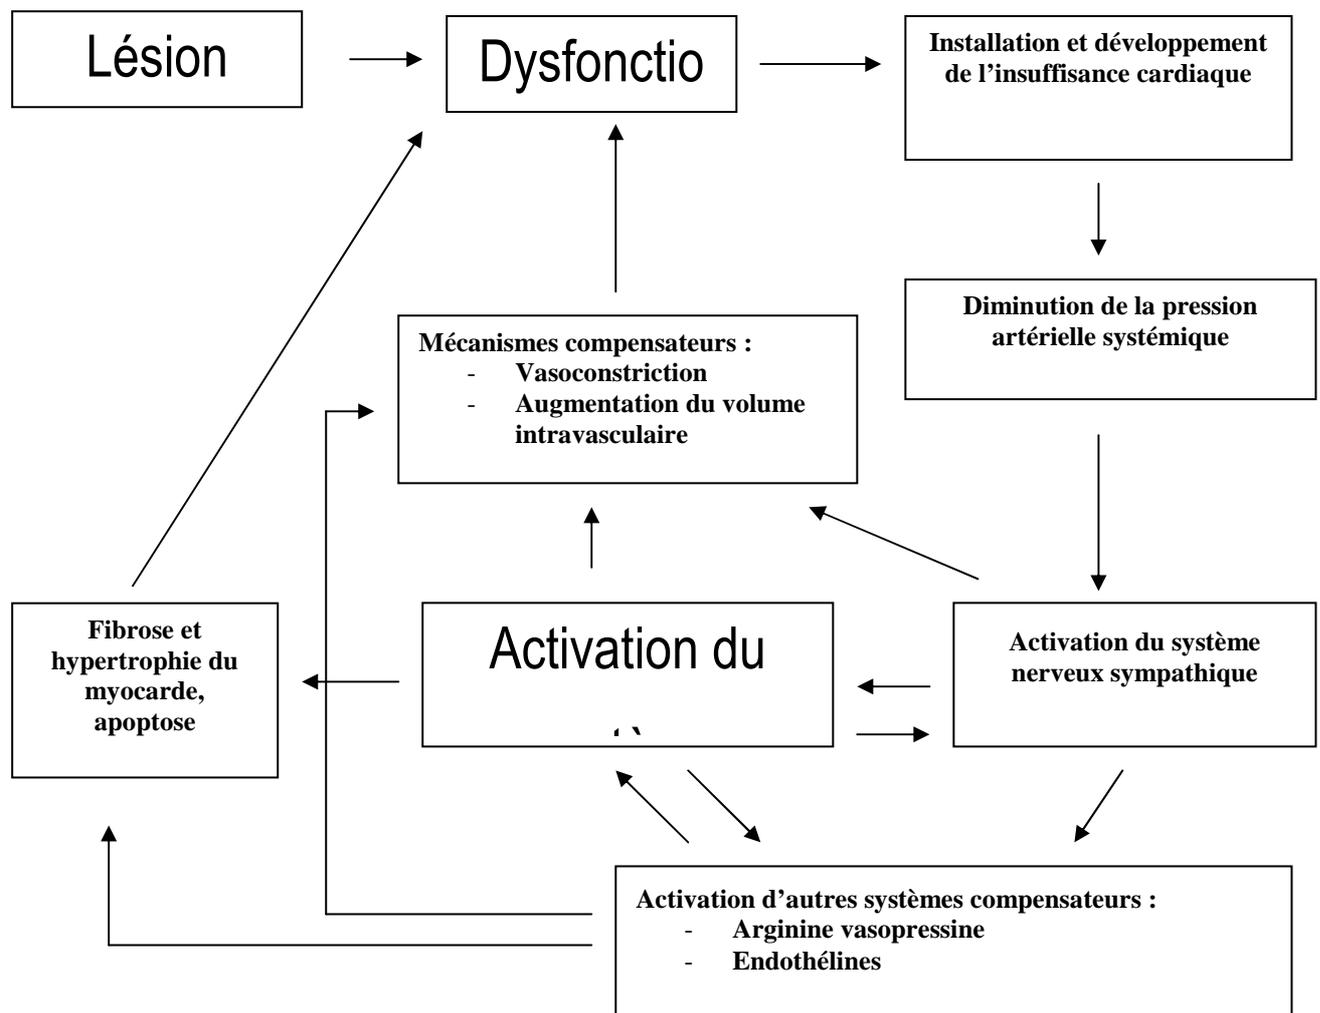 Lésion
Dysfonctio
Installation et développement
de l’insuffisance cardiaque
Diminution de la pression
artérielle systémique
Mécanismes compensateurs :
- Vasoconstriction
- Augmentation du volume
intravasculaire
Fibrose et
hypertrophie du
myocarde,
apoptose
Activation du
Activation du système
nerveux sympathique
Activation d’autres systèmes compensateurs :
- Arginine vasopressine
- Endothélines